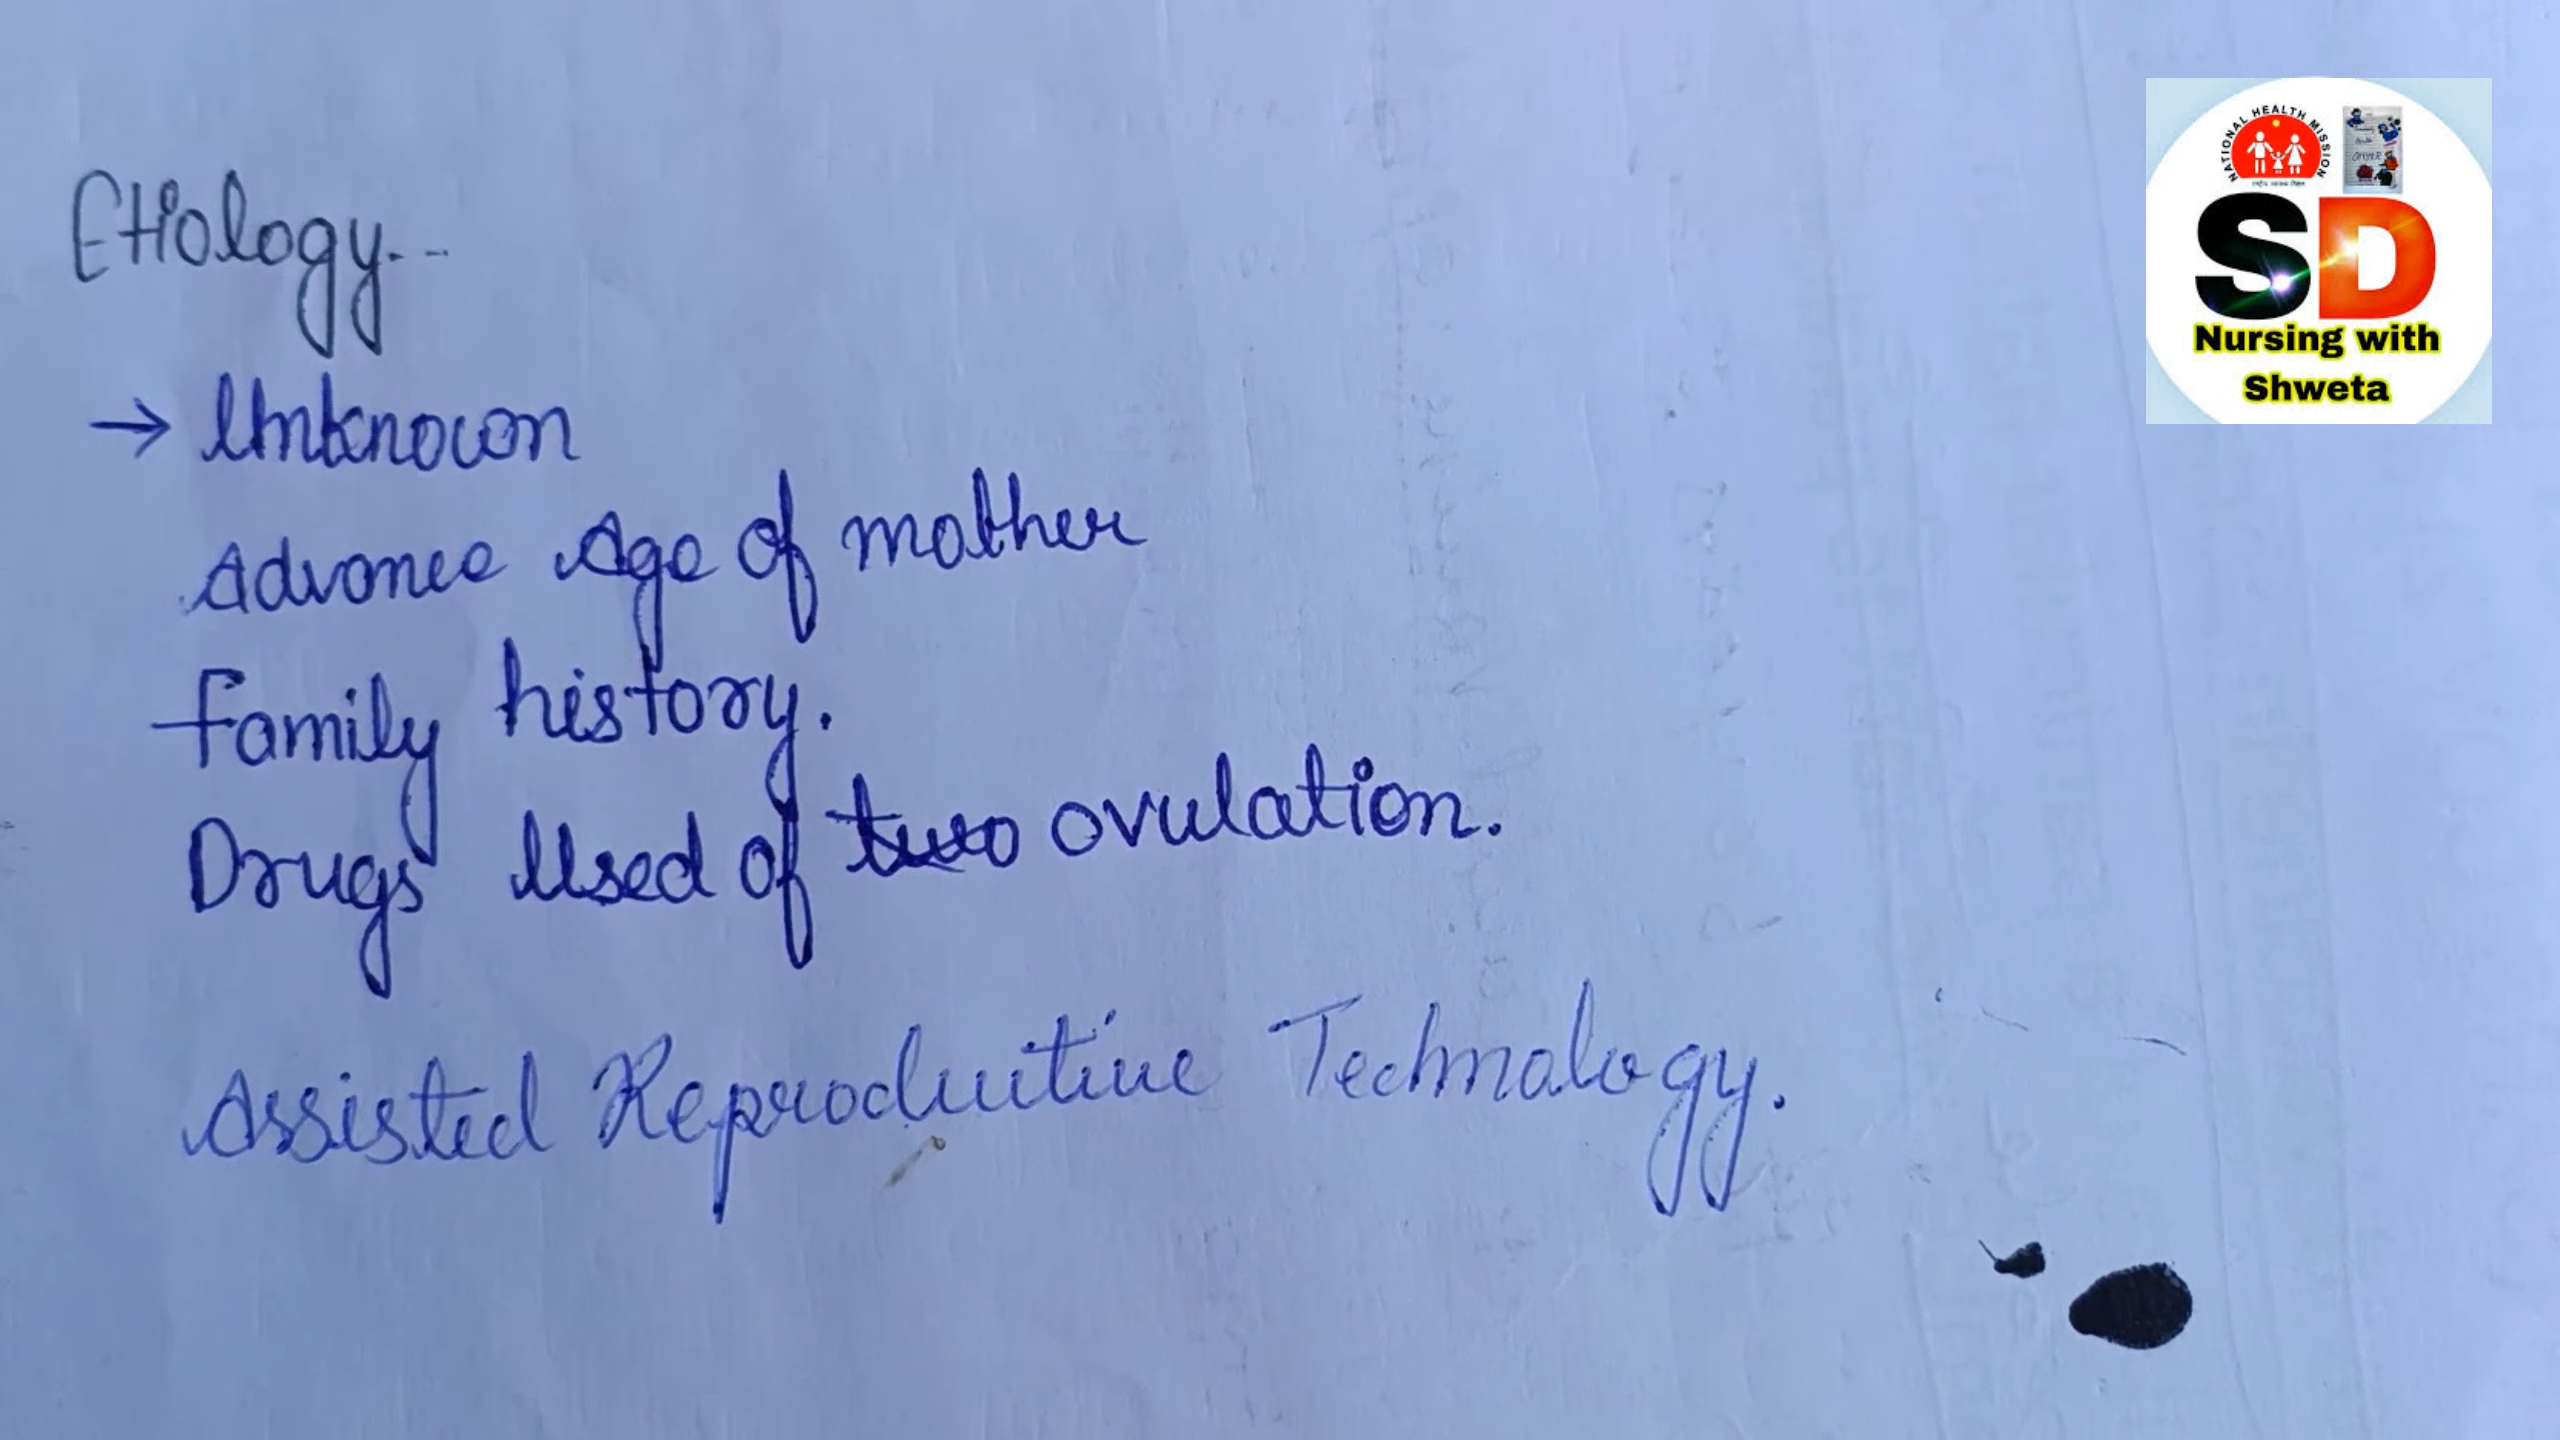 Etiology...
→ Unknown
Advance Age of mother
Family history.
Drugs Used of two ovulation.
Assisted Reproductive Technology.
NATIONAL HEALTH MISSION
SD
Nursing with
Shweta